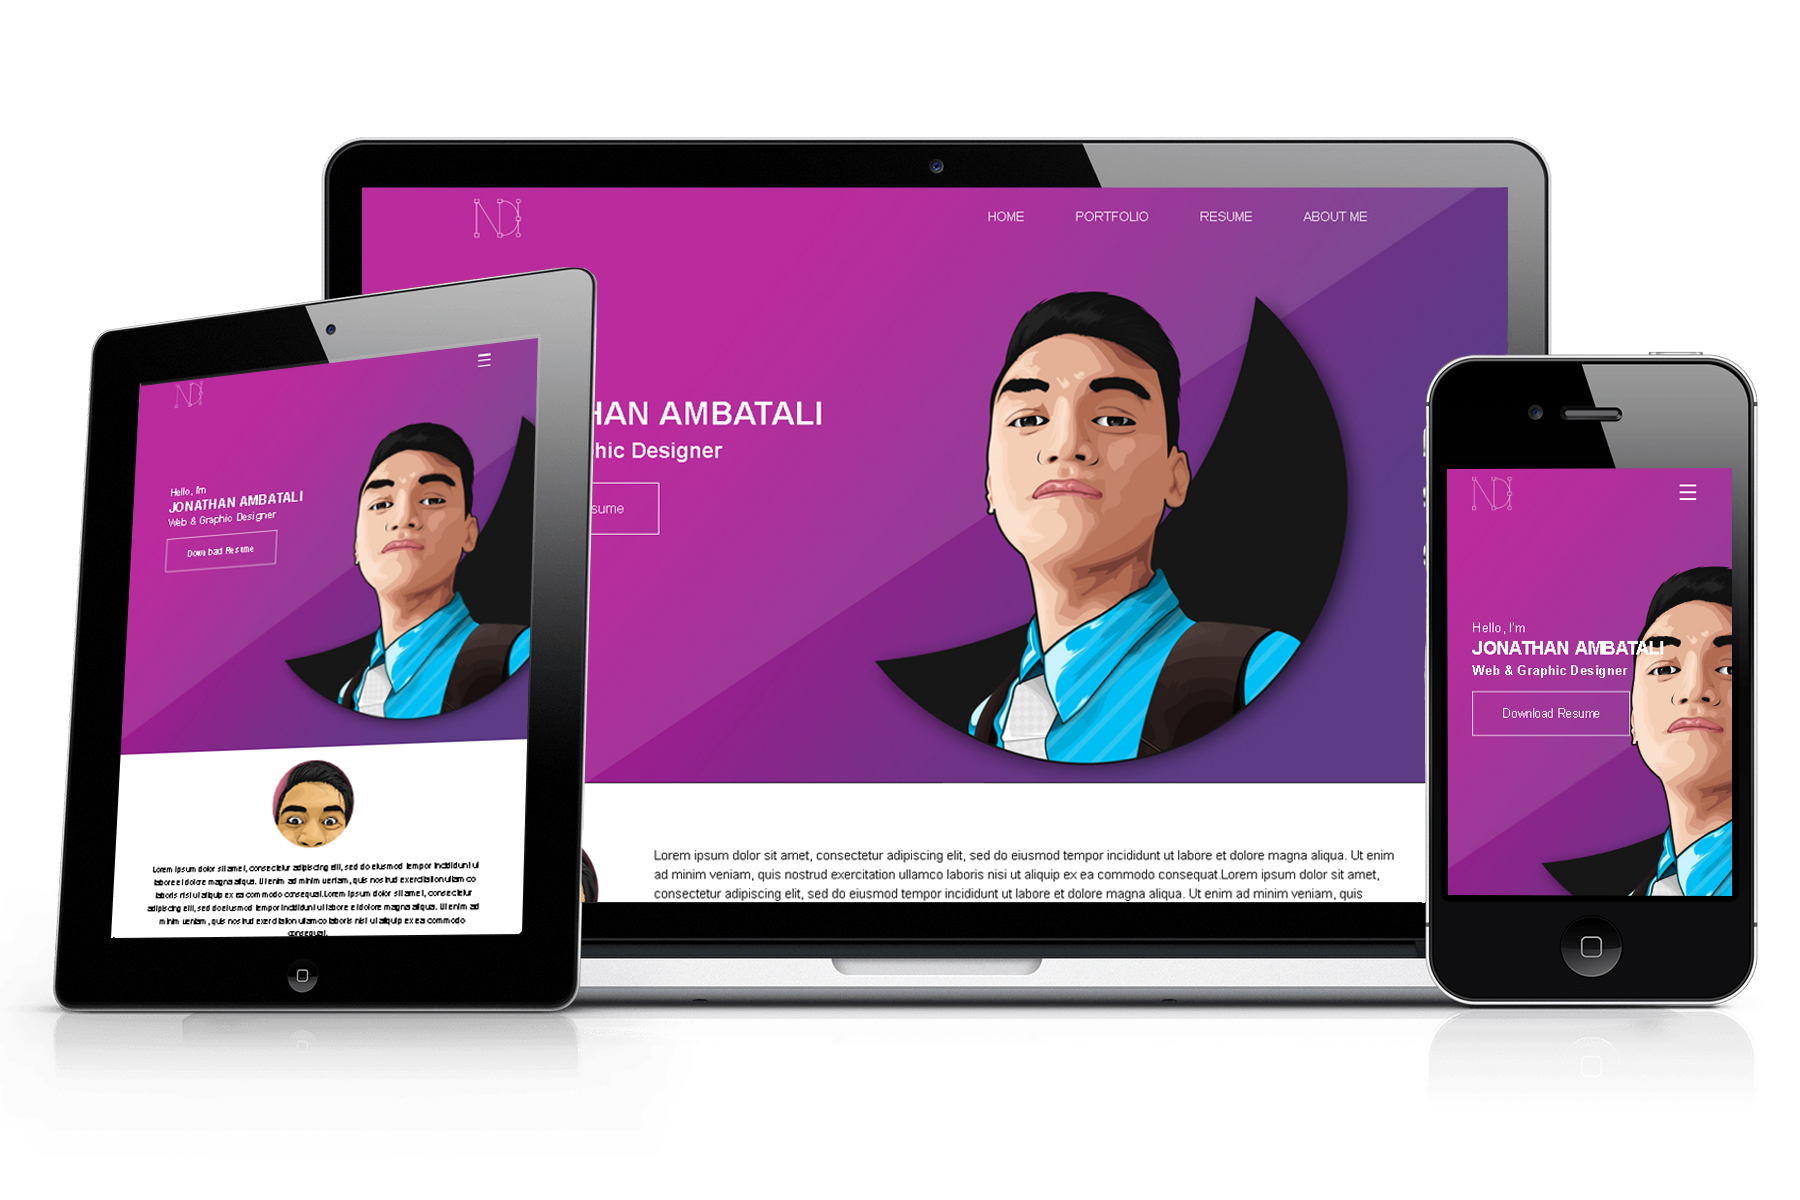 ND
HOME PORTFOLIO RESUME ABOUT ME
HAN AMBATALI
hic Designer
sume
Lorem ipsum dolor sit amet, consectetur adipiscing elit, sed do eiusmod tempor incididunt ut labore et dolore magna aliqua. Ut enim
ad minim veniam, quis nostrud exercitation ullamco laboris nisi ut aliquip ex ea commodo consequat.Lorem ipsum dolor sit amet,
consectetur adipiscing elit, sed do eiusmod tempor incididunt ut labore et dolore magna aliqua. Ut enim ad minim veniam, quis
ND
Hello, I'm
JONATHAN AMBATALI
Web & Graphic Designer
Download Resume
Lorem ipsum dolor sit amet, consectetur adipiscing elit, sed do eiusmod tempor incididunt ut
labore et dolore magna aliqua. Ut enim ad minim veniam, quis nostrud exercitation ullamco
laboris nisi ut aliquip ex ea commodo consequat.Lorem ipsum dolor sit amet, consectetur
adipiscing elit, sed do eiusmod tempor incididunt ut labore et dolore magna aliqua. Ut enim ad
minim veniam, quis nostrud exercitation ullamco laboris nisi ut aliquip ex ea commodo
consequat.
ND
Hello, I'm
JONATHAN AMBATALI
Web & Graphic Designer
Download Resume